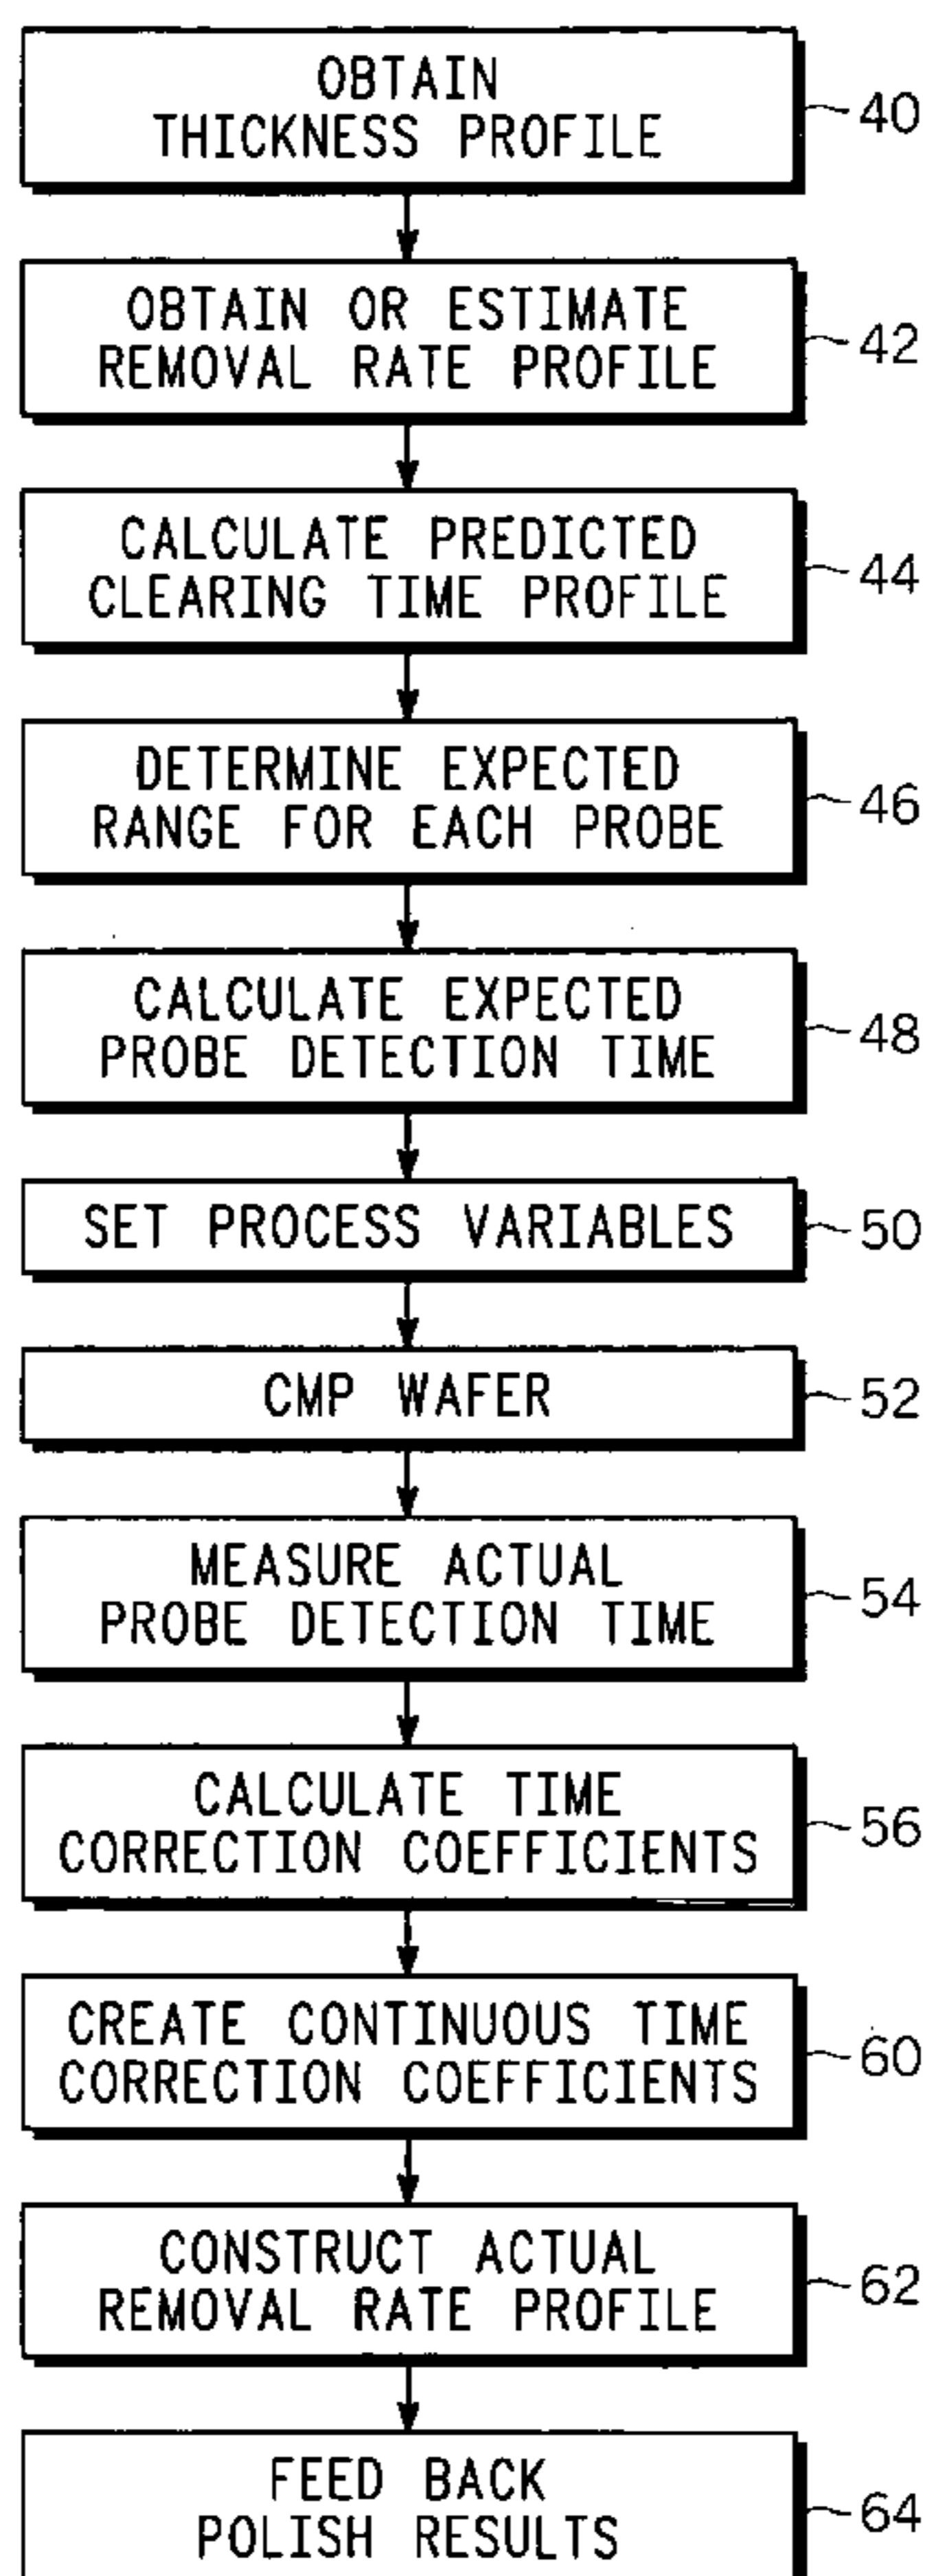 OBTAIN
THICKNESS PROFILE
40
OBTAIN OR ESTIMATE
REMOVAL RATE PROFILE
42
CALCULATE PREDICTED
CLEARING TIME PROFILE
44
DETERMINE EXPECTED
RANGE FOR EACH PROBE
46
CALCULATE EXPECTED
PROBE DETECTION TIME
48
SET PROCESS VARIABLES
50
CMP WAFER
52
MEASURE ACTUAL
PROBE DETECTION TIME
54
CALCULATE TIME
CORRECTION COEFFICIENTS
56
CREATE CONTINUOUS TIME
CORRECTION COEFFICIENTS
60
CONSTRUCT ACTUAL
REMOVAL RATE PROFILE
62
FEED BACK
POLISH RESULTS
64